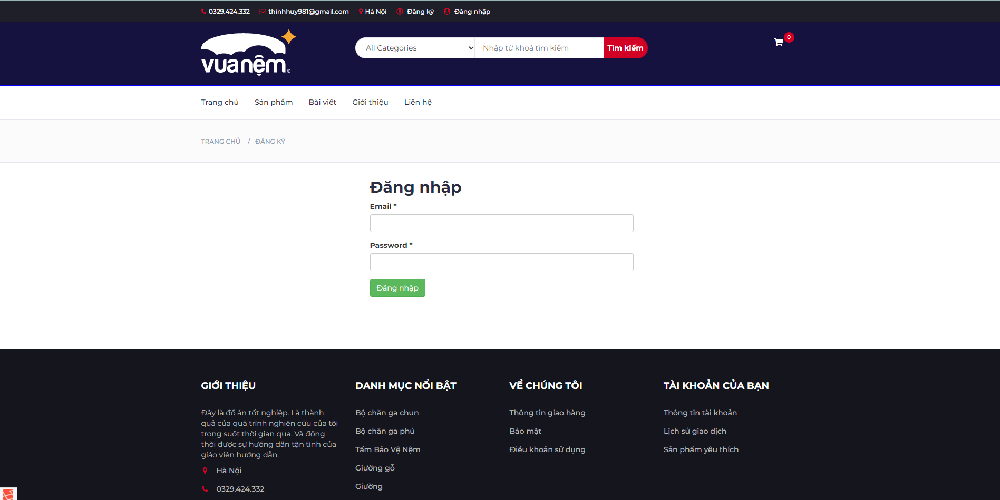 0329.424.332 thinhhuy981@gmail.com Hà Nội Đăng ký Đăng nhập
vuanệm
All Categories Nhập từ khoá tìm kiếm Tìm kiếm
0
Trang chủ Sản phẩm Bài viết Giới thiệu Liên hệ
TRANG CHỦ / ĐĂNG KÝ
Đăng nhập
Email *
Password *
Đăng nhập
GIỚI THIỆU
Đây là đồ án tốt nghiệp. Là thành
quả của quá trình nghiên cứu của tôi
trong suốt thời gian qua. Và đồng
thời được sự hướng dẫn tận tình của
giáo viên hướng dẫn.
Hà Nội
0329.424.332
DANH MỤC NỔI BẬT
Bộ chăn ga chun
Bộ chăn ga phủ
Tấm Bảo Vệ Nệm
Giường gỗ
Giường
VỀ CHÚNG TÔI
Thông tin giao hàng
Bảo mật
Điều khoản sử dụng
TÀI KHOẢN CỦA BẠN
Thông tin tài khoản
Lịch sử giao dịch
Sản phẩm yêu thích